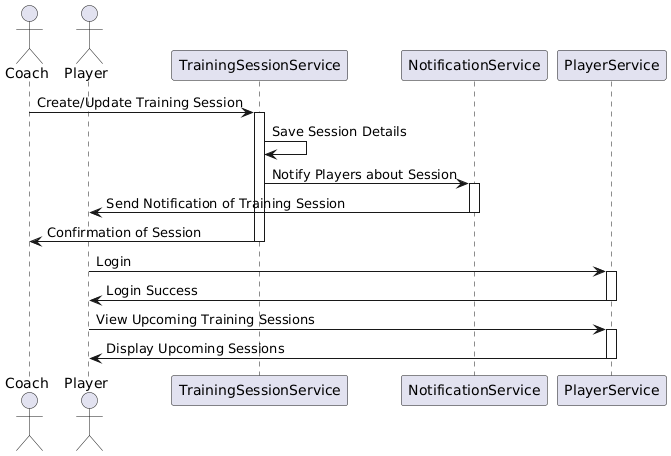 Coach
Player
TrainingSessionService
NotificationService
PlayerService
Create/Update Training Session
Save Session Details
Notify Players about Session
Send Notification of Training Session
Confirmation of Session
Login
Login Success
View Upcoming Training Sessions
Display Upcoming Sessions
Coach
Player
TrainingSessionService
NotificationService
PlayerService